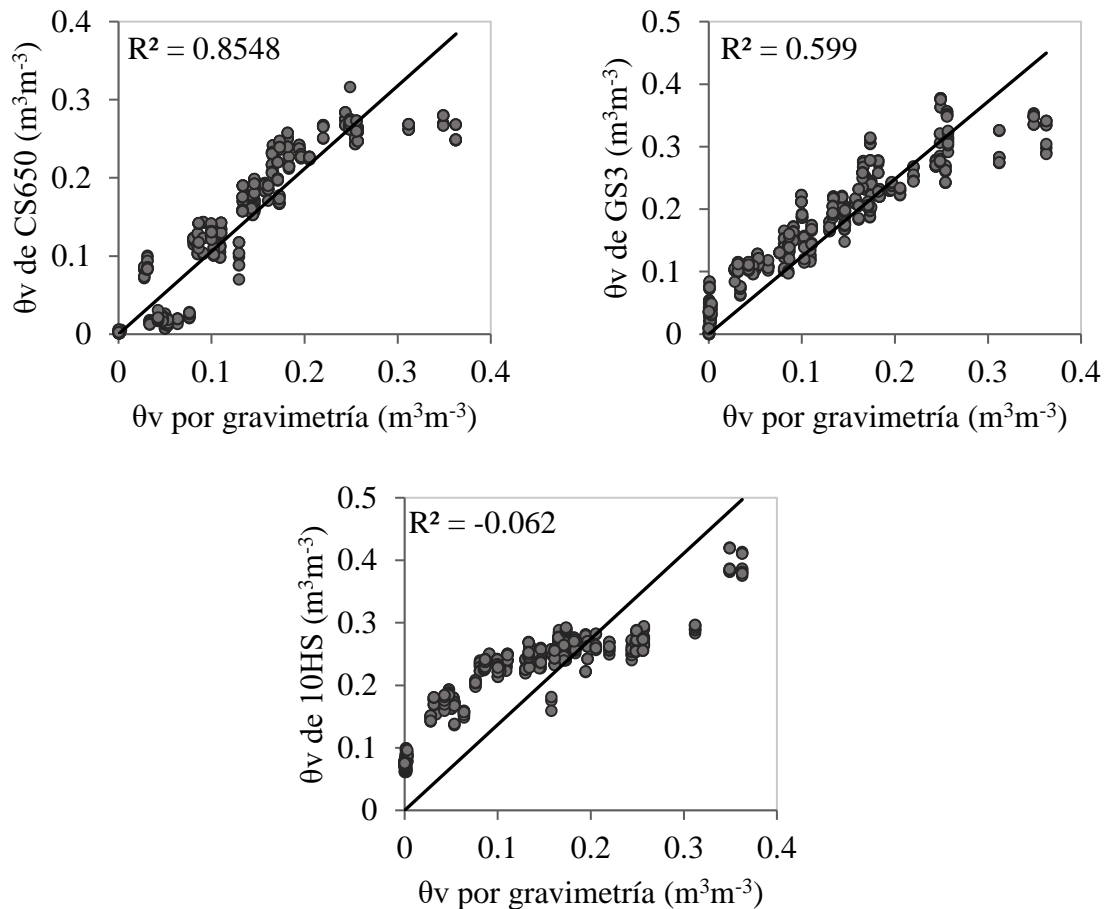 R² = 0.8548
θv de CS650 (m³m⁻³)
0.4
0.3
0.2
0.1
0
0 0.1 0.2 0.3 0.4
θv por gravimetría (m³m⁻³)
R² = 0.599
θv de GS3 (m³m⁻³)
0.5
0.4
0.3
0.2
0.1
0
0 0.1 0.2 0.3 0.4
θv por gravimetría (m³m⁻³)
R² = -0.062
θv de 10HS (m³m⁻³)
0.5
0.4
0.3
0.2
0.1
0
0 0.1 0.2 0.3 0.4
θv por gravimetría (m³m⁻³)